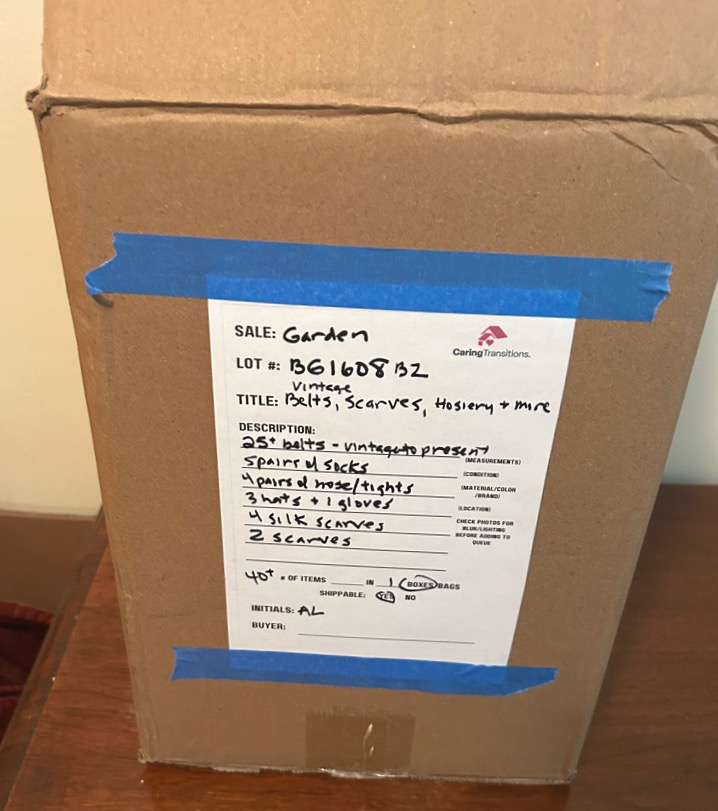 SALE: Garden
CaringTransitions.
LOT #: BG1608 BZ
Vintage
TITLE: Belts, Scarves, Hosiery + more
DESCRIPTION:
25+ belts - vintage to present
(MEASUREMENTS)
5 pairs of socks
(CONDITION)
4 pairs of hose/tights
(MATERIAL/COLOR
/BRAND)
3 hats + 1 gloves
(LOCATION)
4 silk scarves
CHECK PHOTOS FOR
BLUR/LIGHTING
BEFORE ADDING TO
QUEUE
2 scarves
40+ # OF ITEMS IN 1 BOXES/BAGS
SHIPPABLE: YES NO
INITIALS: AL
BUYER: